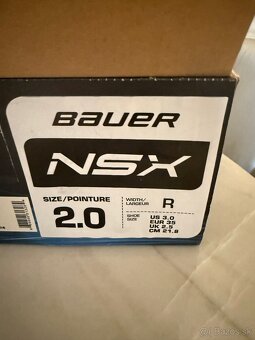 BAUER
NSX
SIZE/POINTURE
2.0
WIDTH/
LARGEUR
R
SHOE
SIZE
US 3.0
EUR 35
UK 2.5
CM 21.8